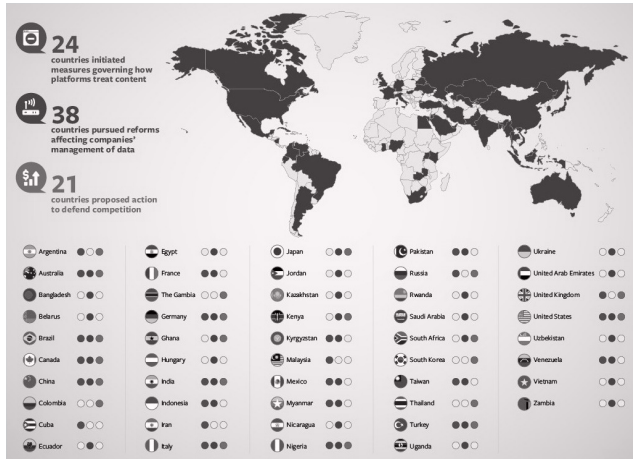 24
countries initiated
measures governing how
platforms treat content
38
countries pursued reforms
affecting companies'
management of data
21
countries proposed action
to defend competition
Argentina
Australia
Bangladesh
Belarus
Brazil
Canada
China
Colombia
Cuba
Ecuador
Egypt
France
The Gambia
Germany
Ghana
Hungary
India
Indonesia
Iran
Italy
Japan
Jordan
Kazakhstan
Kenya
Kyrgyzstan
Malaysia
Mexico
Myanmar
Nicaragua
Nigeria
Pakistan
Russia
Rwanda
Saudi Arabia
South Africa
South Korea
Taiwan
Thailand
Turkey
Uganda
Ukraine
United Arab Emirates
United Kingdom
United States
Uzbekistan
Venezuela
Vietnam
Zambia